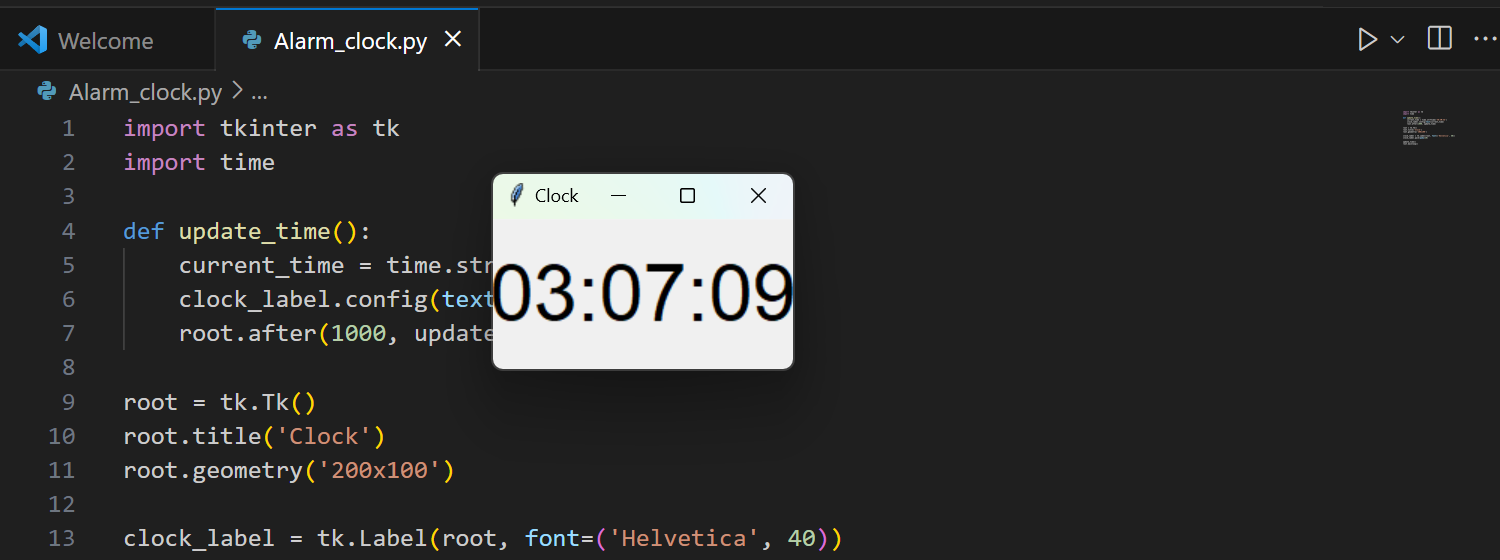 Welcome
Alarm_clock.py
Alarm_clock.py > ...
1 import tkinter as tk
2 import time
3
4 def update_time():
5     current_time = time.str
6     clock_label.config(text
7     root.after(1000, update
8
9 root = tk.Tk()
10 root.title('Clock')
11 root.geometry('200x100')
12
13 clock_label = tk.Label(root, font=('Helvetica', 40))
Clock
03:07:09